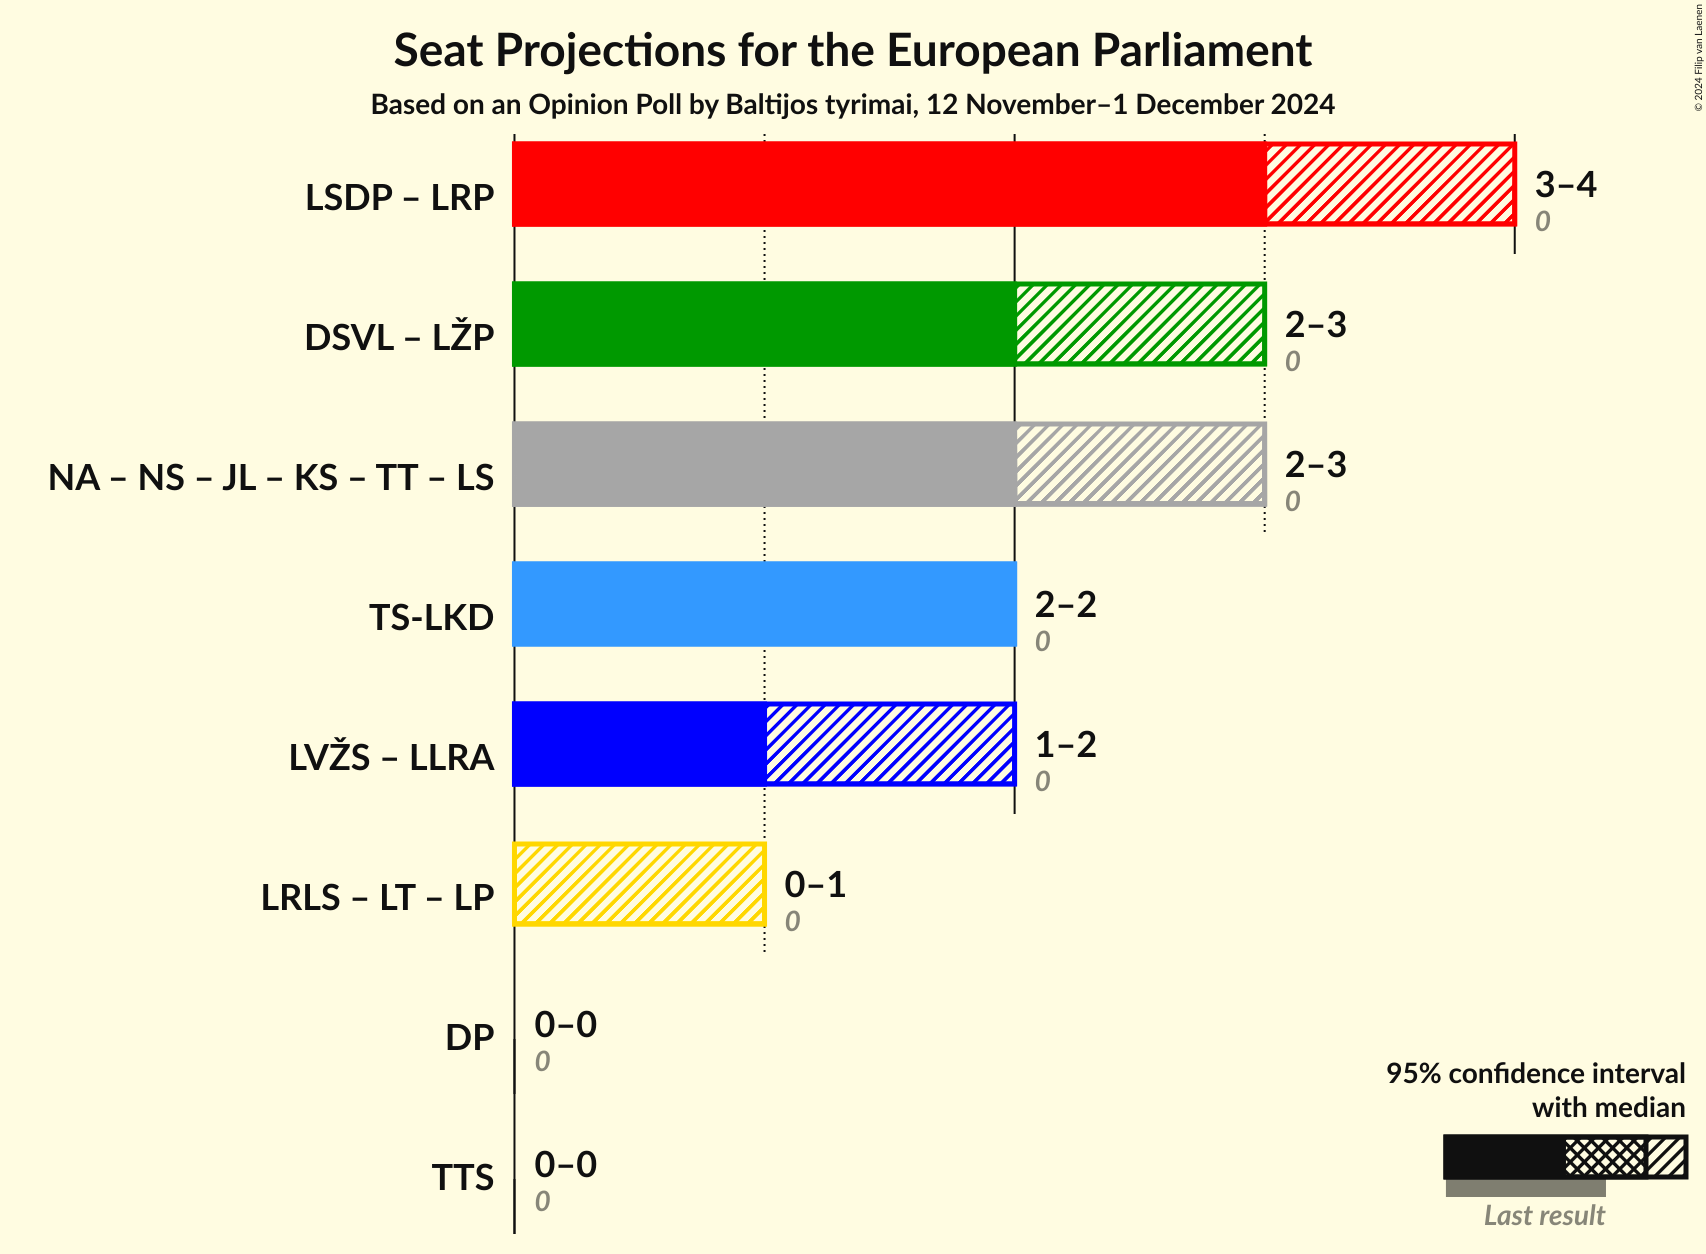 Seat Projections for the European Parliament
Based on an Opinion Poll by Baltijos tyrimai, 12 November–1 December 2024
© 2024 Filip van Laenen
LSDP – LRP
3–4
0
DSVL – LŽP
2–3
0
NA – NS – JL – KS – TT – LS
2–3
0
TS-LKD
2–2
0
LVŽS – LLRA
1–2
0
LRLS – LT – LP
0–1
0
DP
0–0
0
TTS
0–0
0
95% confidence interval
with median
Last result